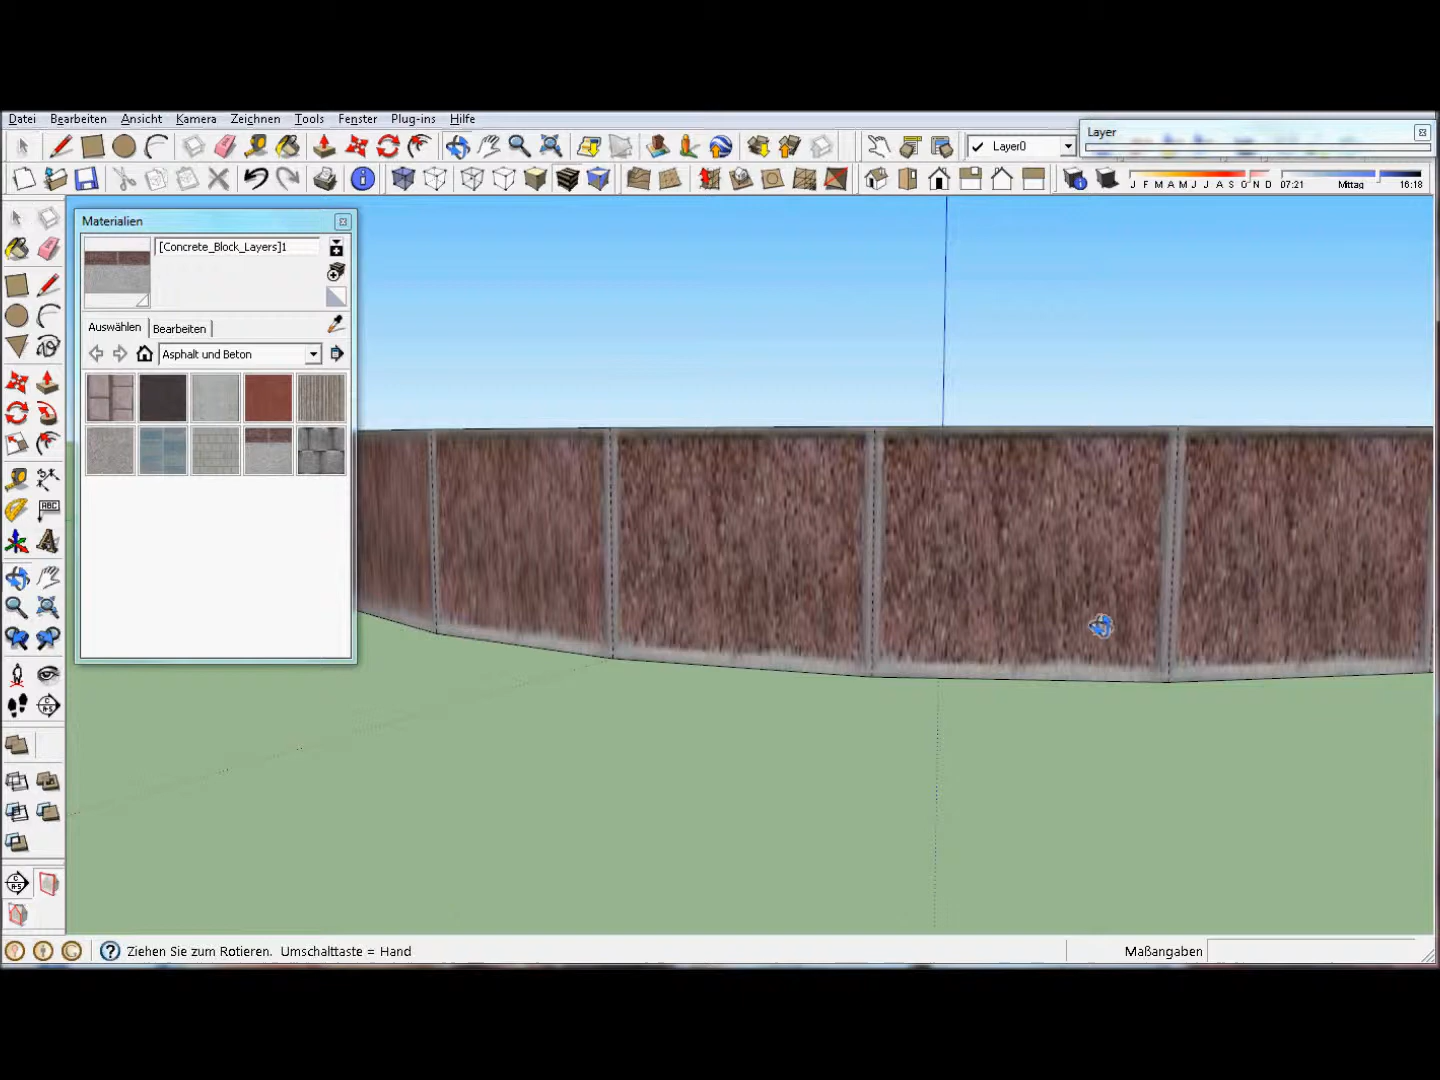 Datei Bearbeiten Ansicht Kamera Zeichnen Tools Fenster Plug-ins Hilfe
Layer
Layer0
J F M A M J J A S O N D 07:21 Mittag 16:18
Materialien
[Concrete_Block_Layers]1
Auswählen Bearbeiten
Asphalt und Beton
ABC
Ziehen Sie zum Rotieren. Umschalttaste = Hand
Maßangaben